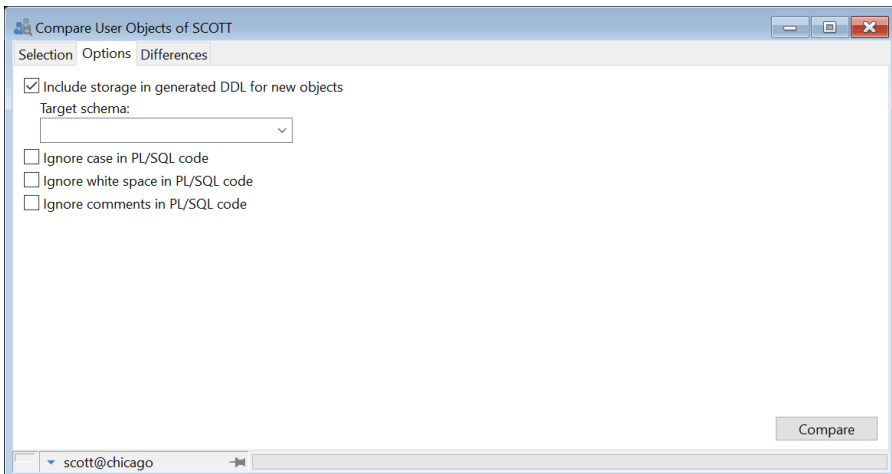 Compare User Objects of SCOTT
Selection Options Differences
Include storage in generated DDL for new objects
Target schema:
Ignore case in PL/SQL code
Ignore white space in PL/SQL code
Ignore comments in PL/SQL code
Compare
scott@chicago